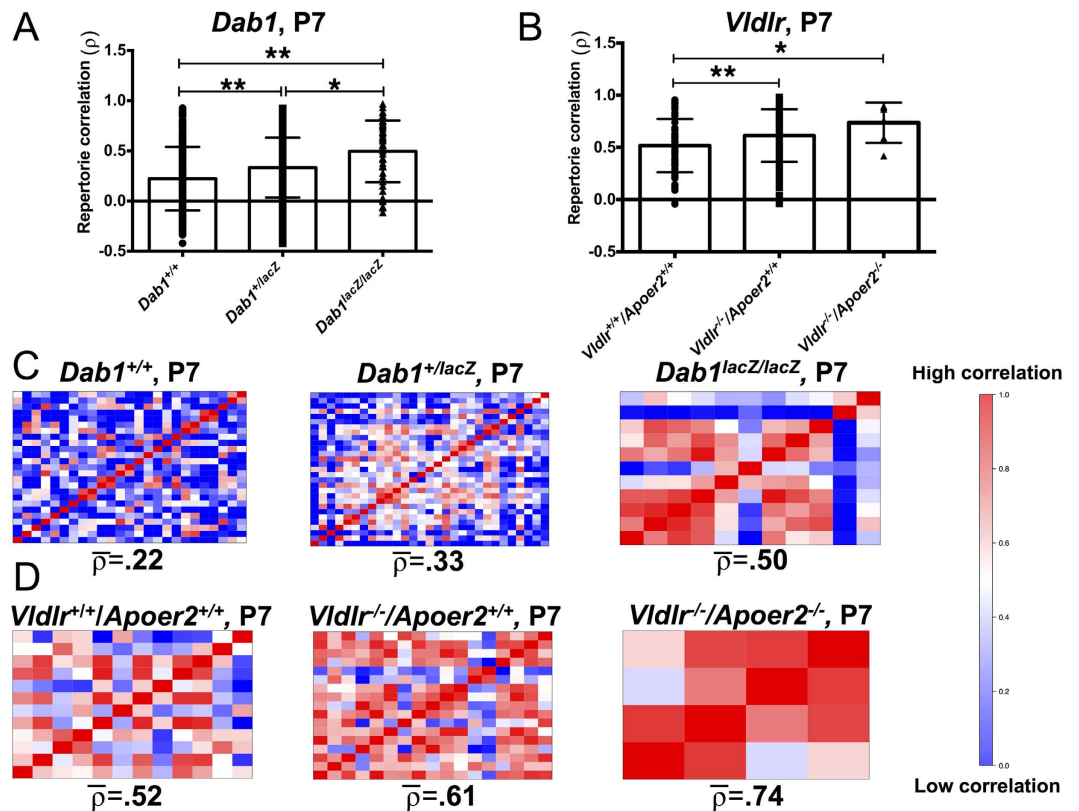 A
Dab1, P7
Repertorie correlation (ρ)
1.5
1.0
0.5
0.0
-0.5
**
**
*
Dab1+/+
Dab1+/lacZ
Dab1lacZ/lacZ
B
Vldlr, P7
Repertorie correlation (ρ)
1.5
1.0
0.5
0.0
-0.5
*
**
Vldlr+/+/Apoer2+/+
Vldlr-/-/Apoer2+/+
Vldlr-/-/Apoer2-/-
C
Dab1+/+, P7
Dab1+/lacZ, P7
Dab1lacZ/lacZ, P7
ρ̅=.22
ρ̅=.33
ρ̅=.50
D
Vldlr+/+/Apoer2+/+, P7
Vldlr-/-/Apoer2+/+, P7
Vldlr-/-/Apoer2-/-, P7
ρ̅=.52
ρ̅=.61
ρ̅=.74
High correlation
1.0
0.8
0.6
0.4
0.2
0.0
Low correlation